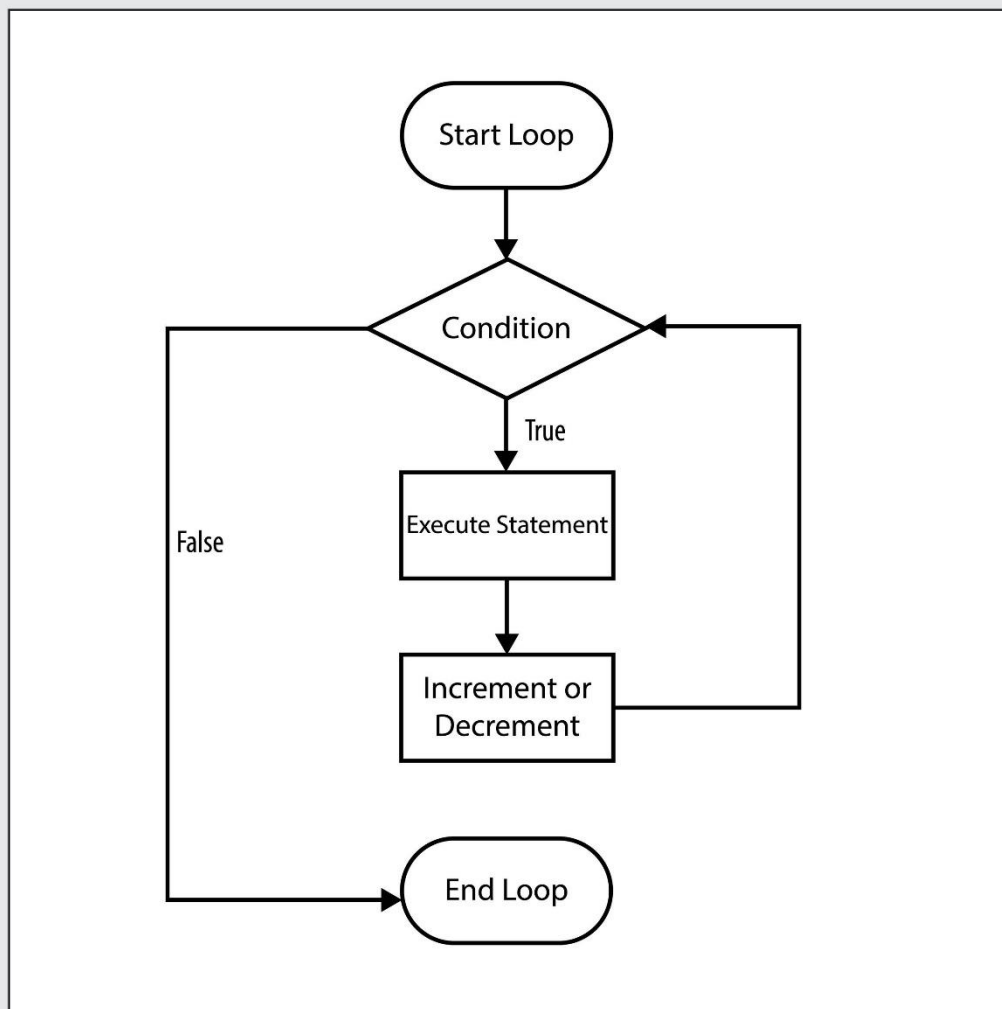 Start Loop
Condition
True
Execute Statement
False
Increment or
Decrement
End Loop